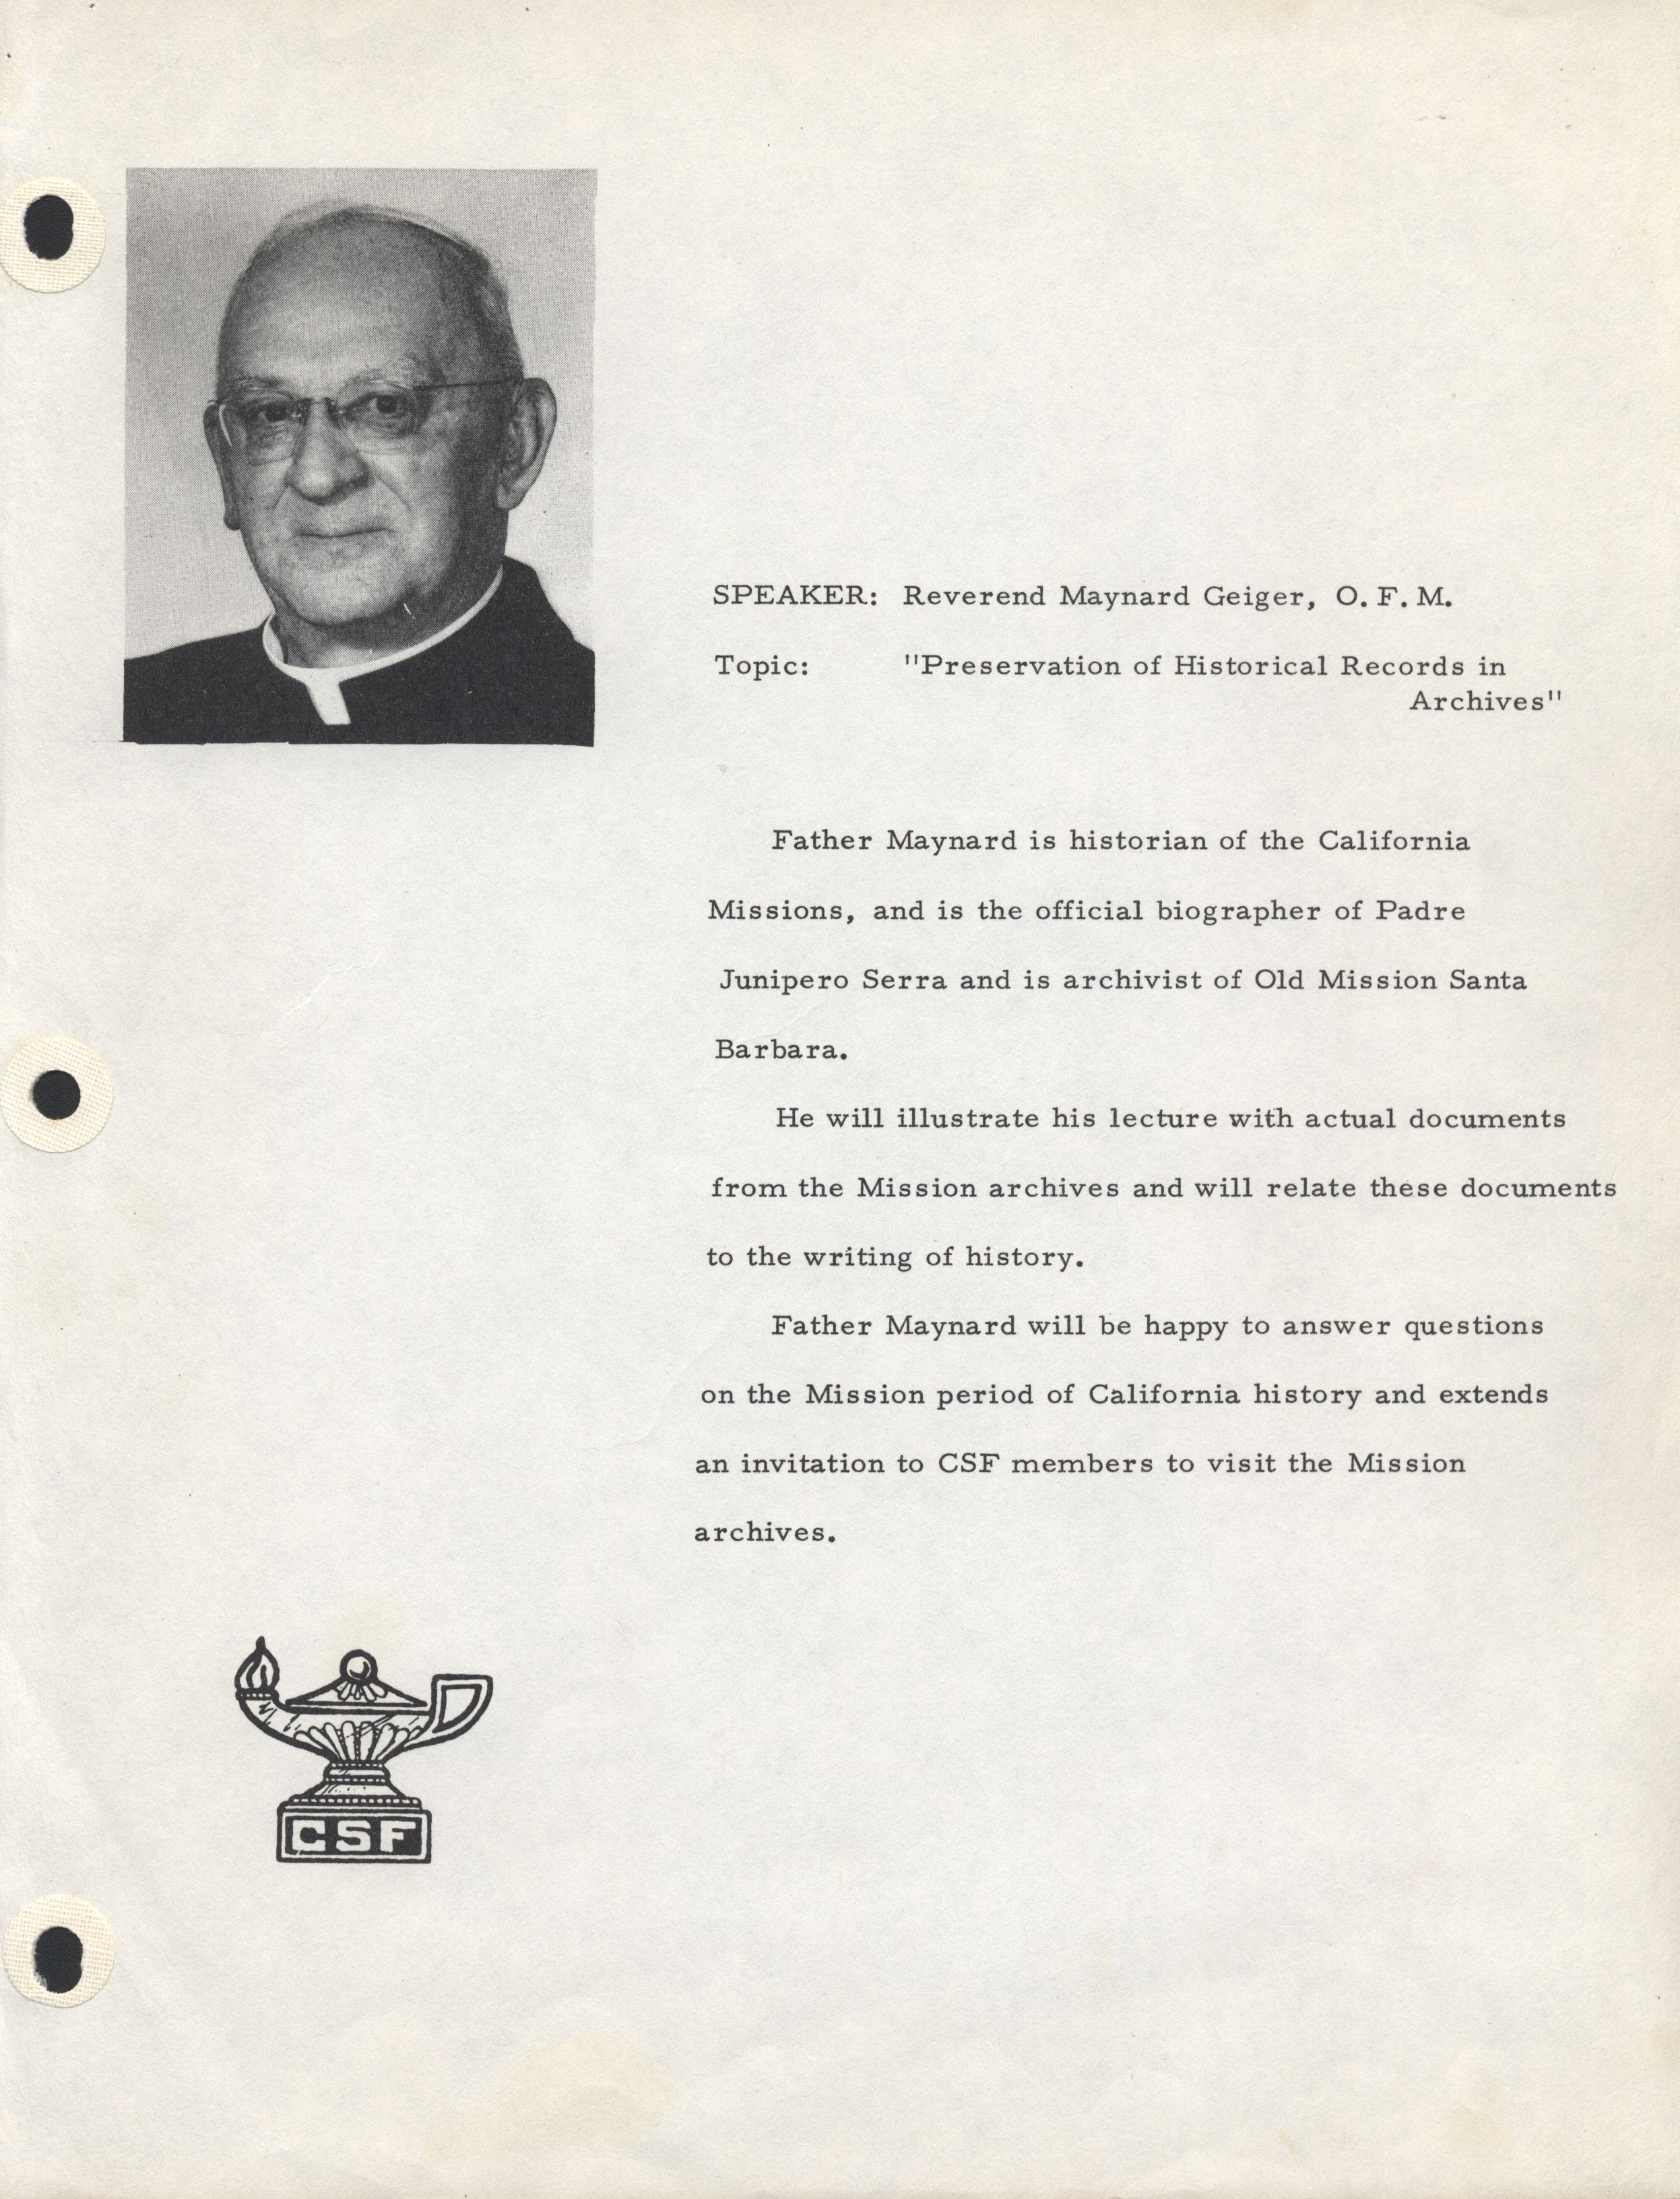 SPEAKER: Reverend Maynard Geiger, O. F. M.
Topic: "Preservation of Historical Records in
Archives"
Father Maynard is historian of the California
Missions, and is the official biographer of Padre
Junipero Serra and is archivist of Old Mission Santa
Barbara.
He will illustrate his lecture with actual documents
from the Mission archives and will relate these documents
to the writing of history.
Father Maynard will be happy to answer questions
on the Mission period of California history and extends
an invitation to CSF members to visit the Mission
archives.
CSF